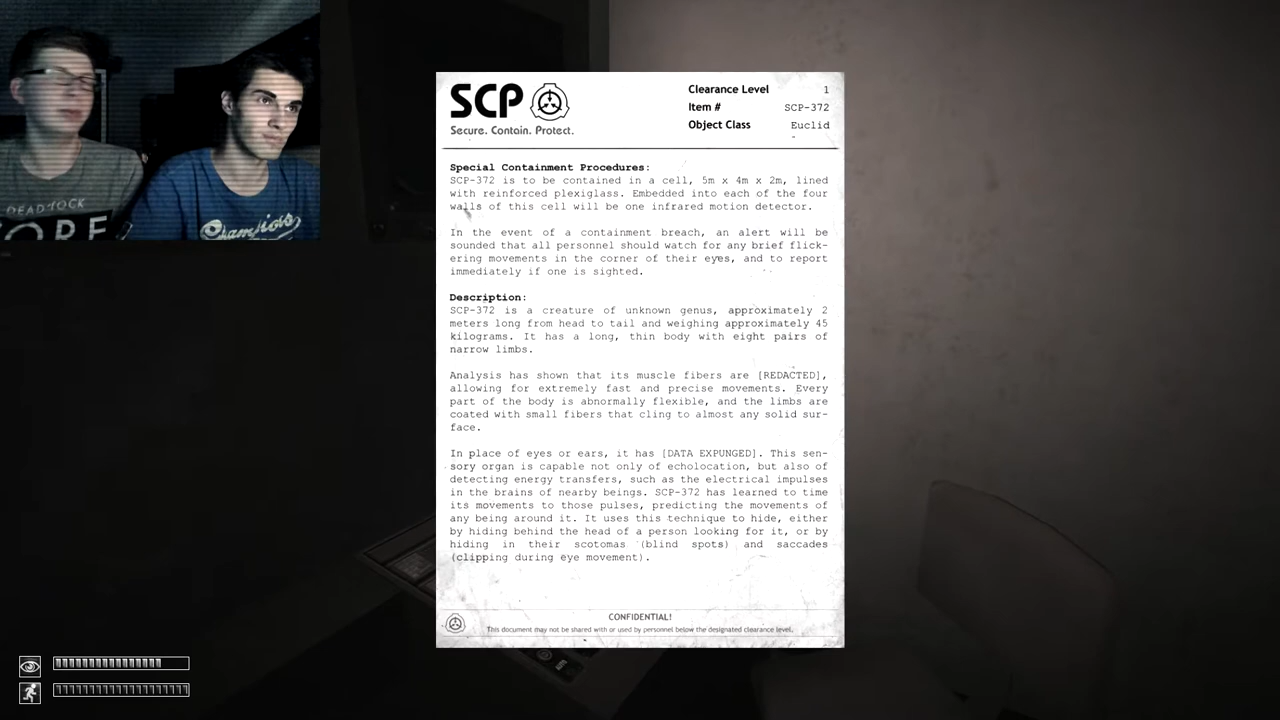 DEADLOCK
CORE
Champions
SCP
Secure. Contain. Protect.
Clearance Level 1
Item # SCP-372
Object Class Euclid
Special Containment Procedures:
SCP-372 is to be contained in a cell, 5m x 4m x 2m, lined
with reinforced plexiglass. Embedded into each of the four
walls of this cell will be one infrared motion detector.
In the event of a containment breach, an alert will be
sounded that all personnel should watch for any brief flick-
ering movements in the corner of their eyes, and to report
immediately if one is sighted.
Description:
SCP-372 is a creature of unknown genus, approximately 2
meters long from head to tail and weighing approximately 45
kilograms. It has a long, thin body with eight pairs of
narrow limbs.
Analysis has shown that its muscle fibers are [REDACTED],
allowing for extremely fast and precise movements. Every
part of the body is abnormally flexible, and the limbs are
coated with small fibers that cling to almost any solid sur-
face.
In place of eyes or ears, it has [DATA EXPUNGED]. This sen-
sory organ is capable not only of echolocation, but also of
detecting energy transfers, such as the electrical impulses
in the brains of nearby beings. SCP-372 has learned to time
its movements to those pulses, predicting the movements of
any being around it. It uses this technique to hide, either
by hiding behind the head of a person looking for it, or by
hiding in their scotomas (blind spots) and saccades
(clipping during eye movement).
CONFIDENTIAL!
This document may not be shared with or used by personnel below the designated clearance level.